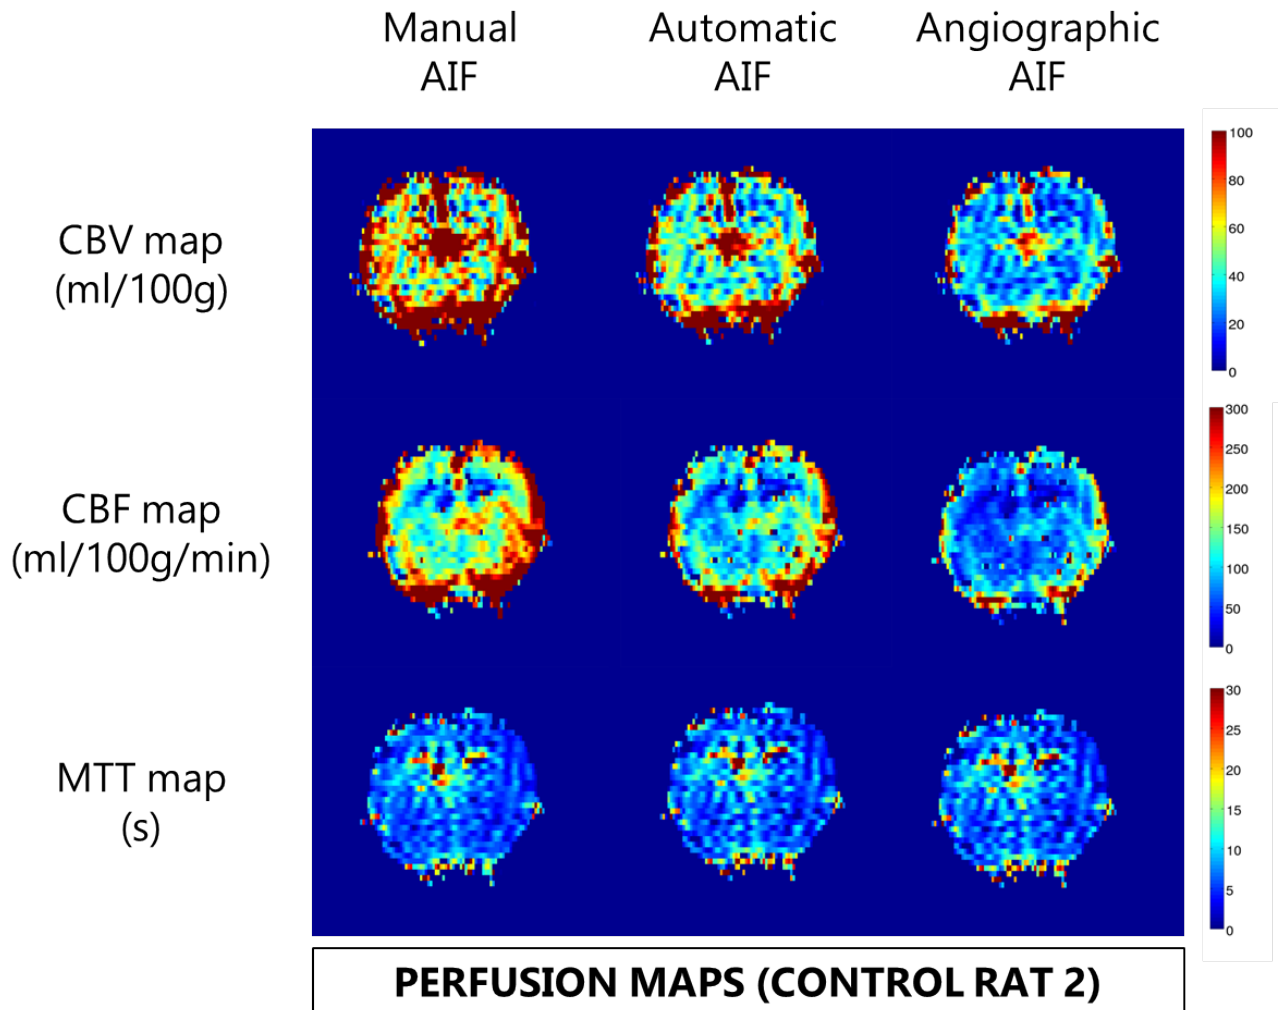 Manual
AIF
Automatic
AIF
Angiographic
AIF
CBV map
(ml/100g)
100
80
60
40
20
0
CBF map
(ml/100g/min)
300
250
200
150
100
50
0
MTT map
(s)
30
25
20
15
10
5
0
PERFUSION MAPS (CONTROL RAT 2)